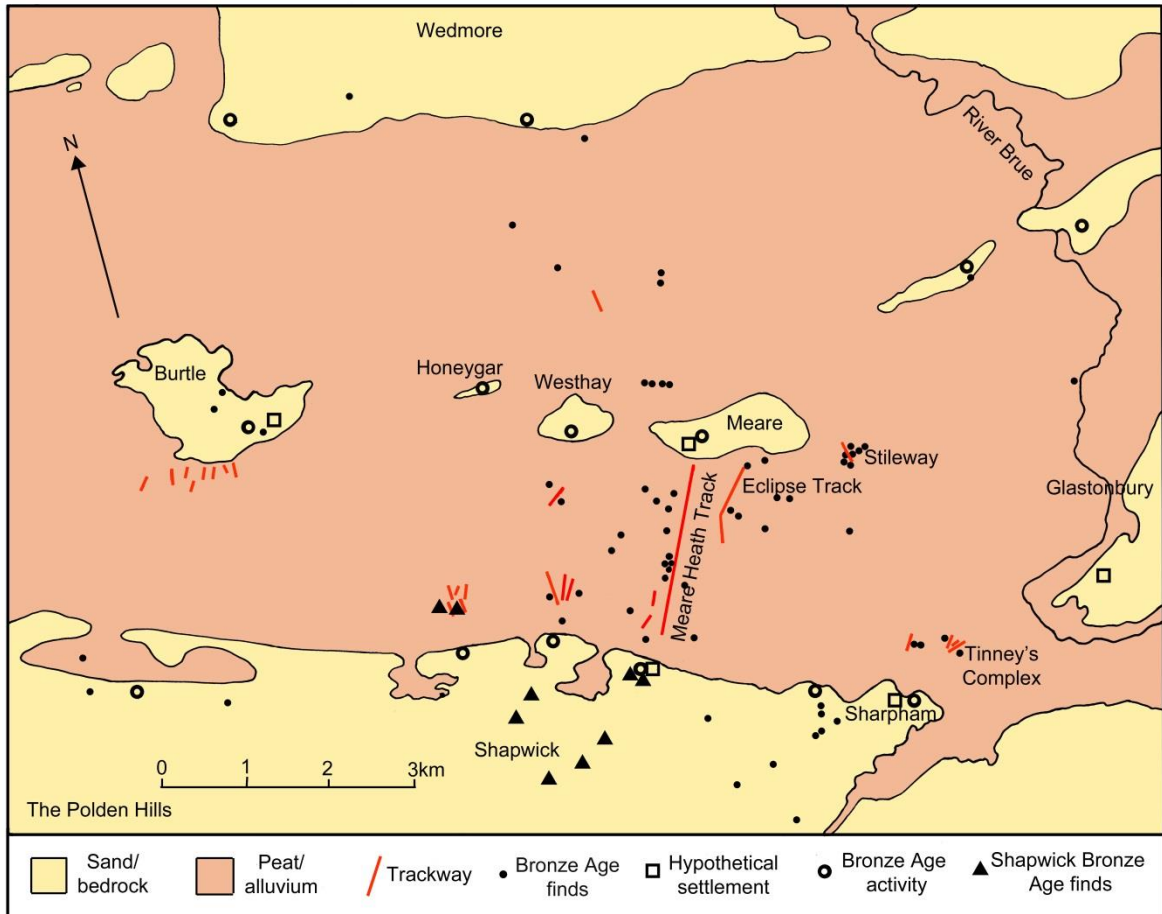 Wedmore
River Brue
N
Burtle
Honeygar
Westhay
Meare
Stileway
Eclipse Track
Glastonbury
Meare Heath Track
Tinney's
Complex
Sharpham
Shapwick
0 1 2 3km
The Polden Hills
Sand/
bedrock
Peat/
alluvium
Trackway
Bronze Age
finds
Hypothetical
settlement
Bronze Age
activity
Shapwick Bronze
Age finds